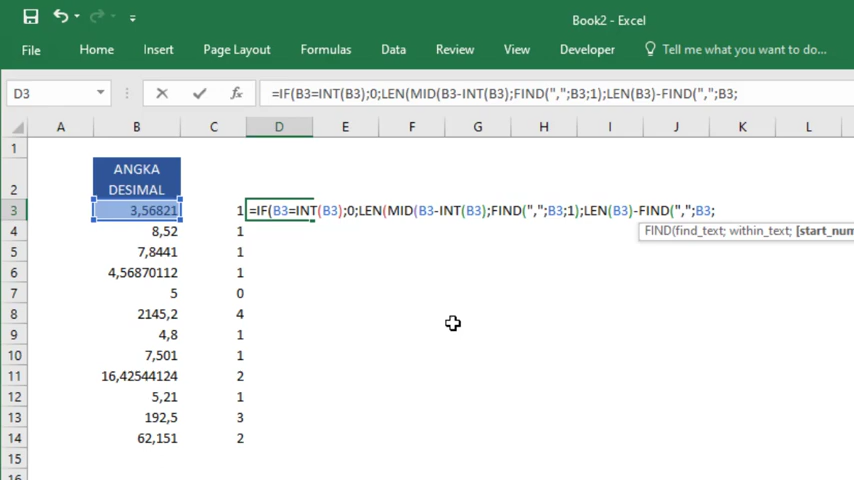 Book2 - Excel
File Home Insert Page Layout Formulas Data Review View Developer Tell me what you want to do...
D3 fx =IF(B3=INT(B3);0;LEN(MID(B3-INT(B3);FIND(",";B3;1);LEN(B3)-FIND(",";B3;
A B C D E F G H I J K L
1
2 ANGKA
DESIMAL
3 3,56821 1 =IF(B3=INT(B3);0;LEN(MID(B3-INT(B3);FIND(",";B3;1);LEN(B3)-FIND(",";B3;
4 8,52 1 FIND(find_text; within_text; [start_num
5 7,8441 1
6 4,56870112 1
7 5 0
8 2145,2 4
9 4,8 1
10 7,501 1
11 16,42544124 2
12 5,21 1
13 192,5 3
14 62,151 2
15
16